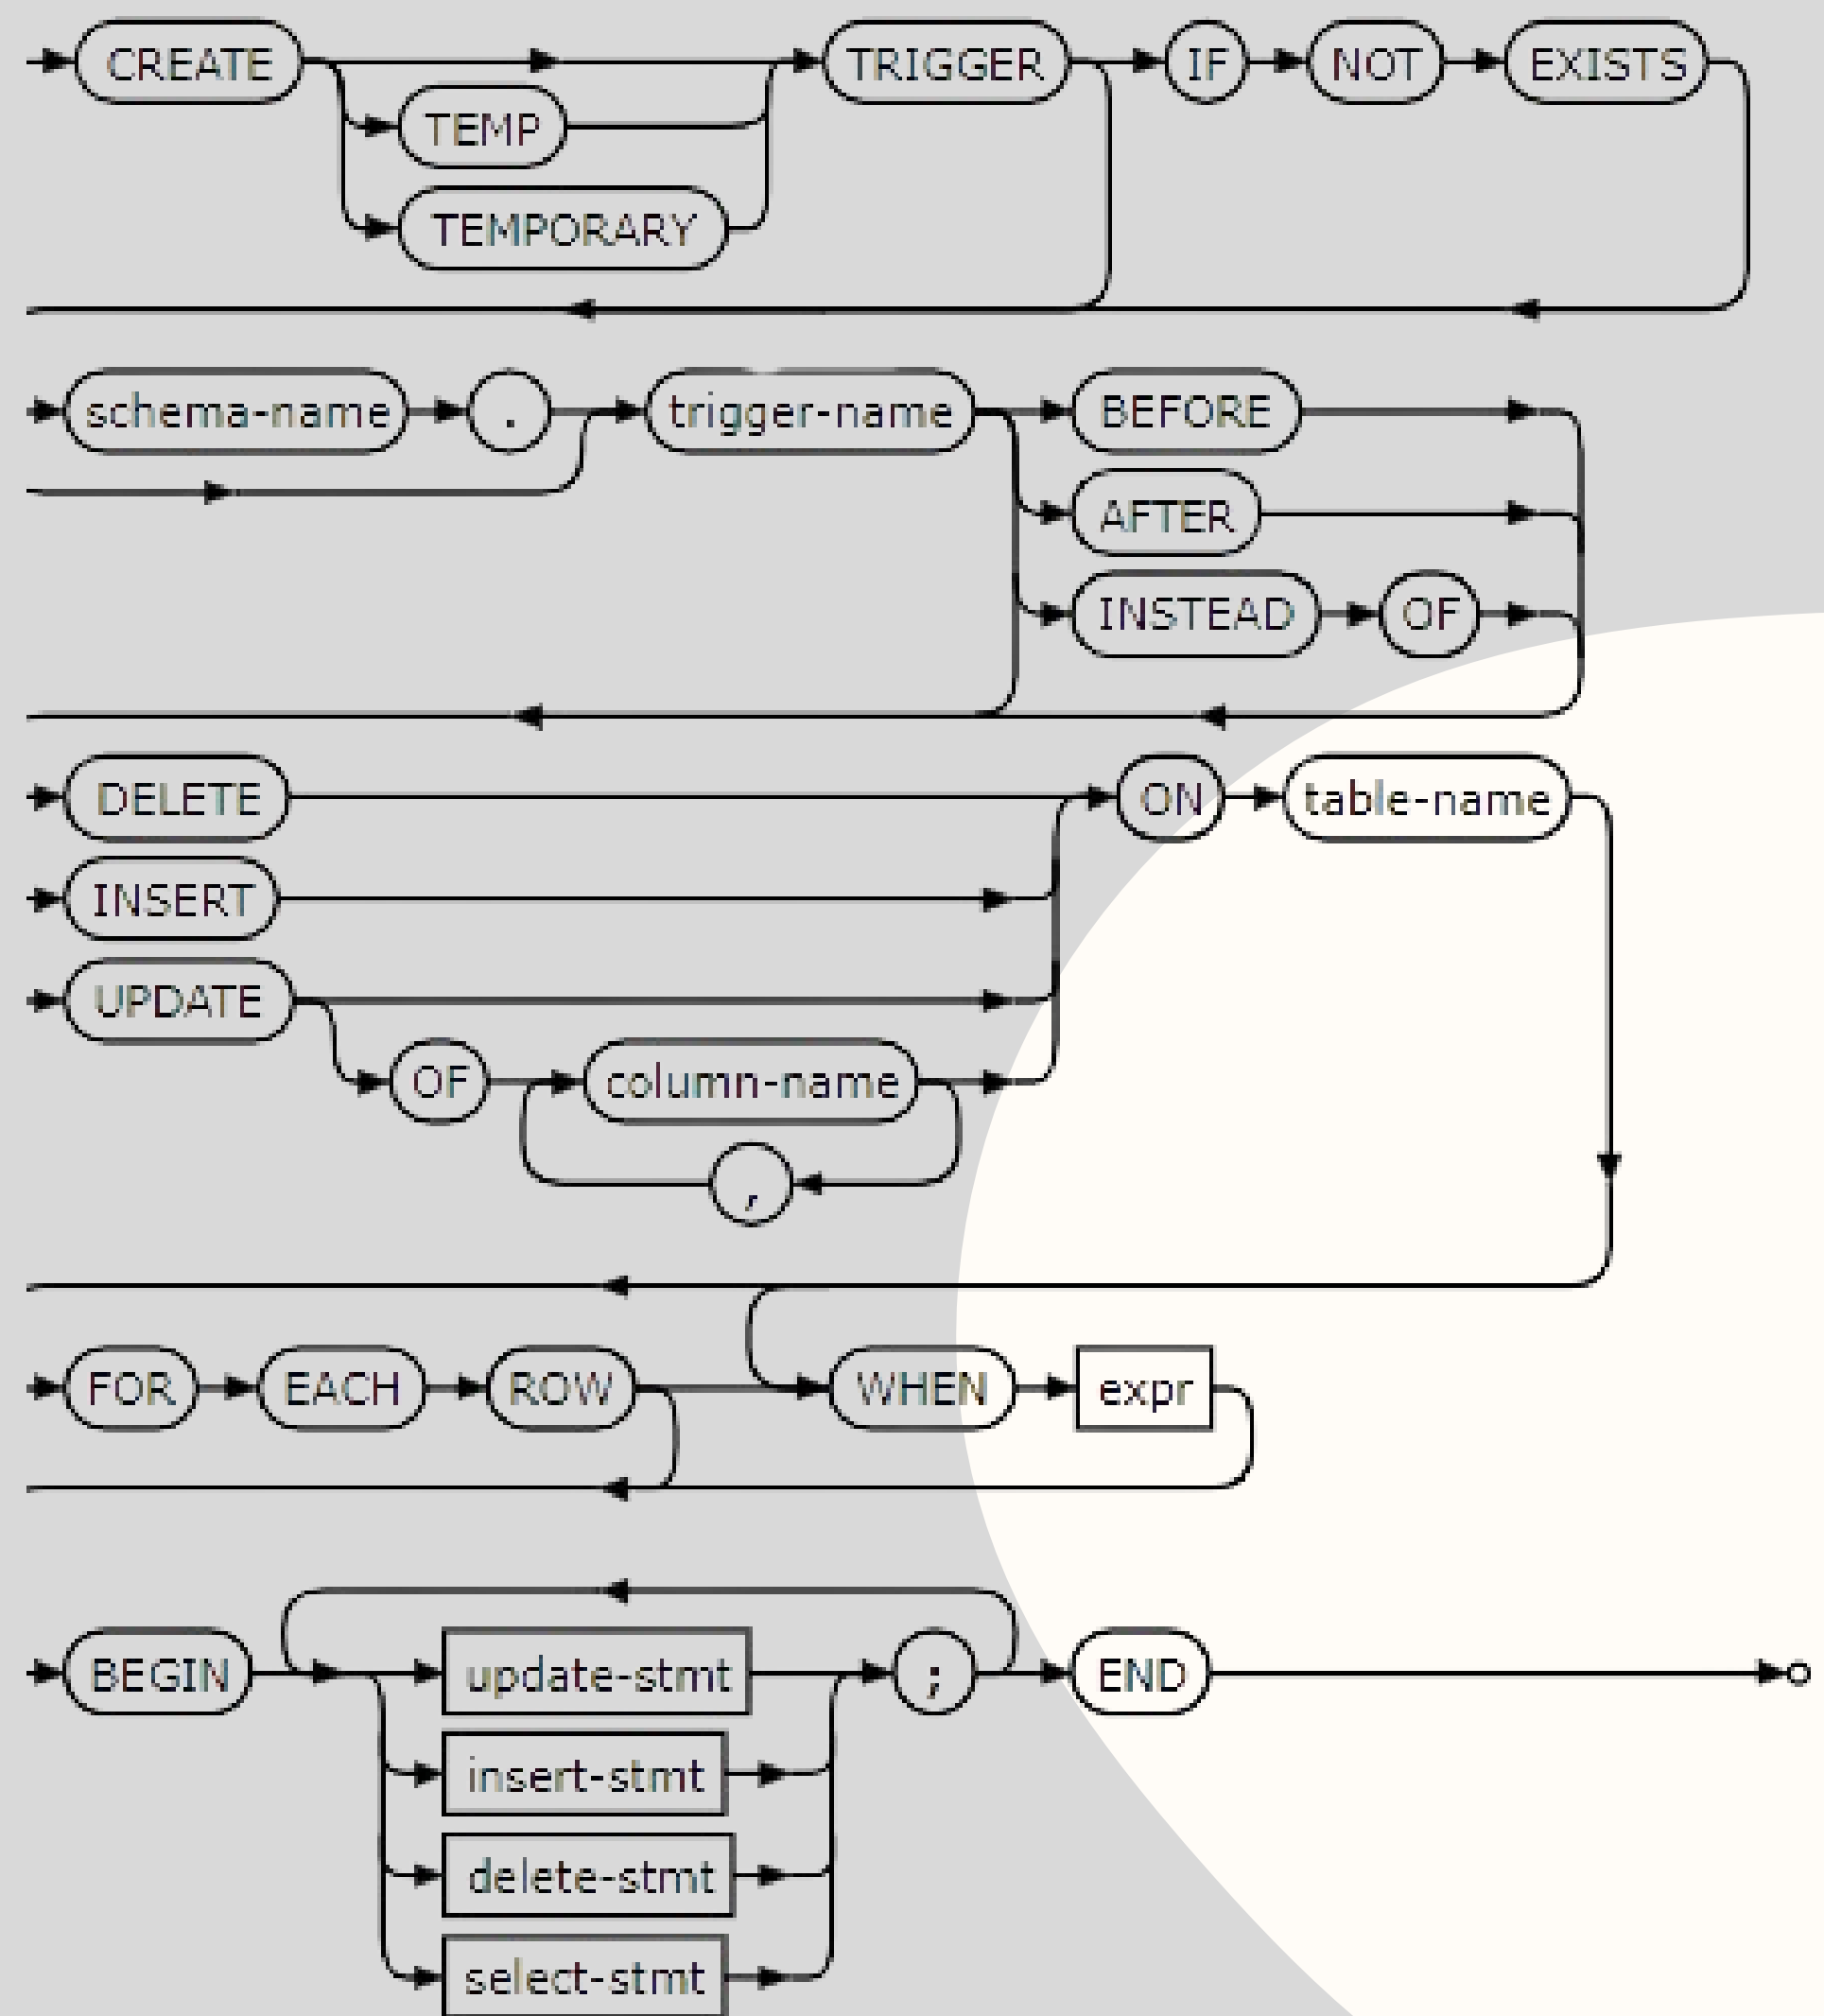 CREATE TRIGGER IF NOT EXISTS
TEMP
TEMPORARY
schema-name . trigger-name BEFORE
AFTER
INSTEAD OF
DELETE ON table-name
INSERT
UPDATE
OF column-name
,
FOR EACH ROW WHEN expr
BEGIN update-stmt ; END
insert-stmt
delete-stmt
select-stmt